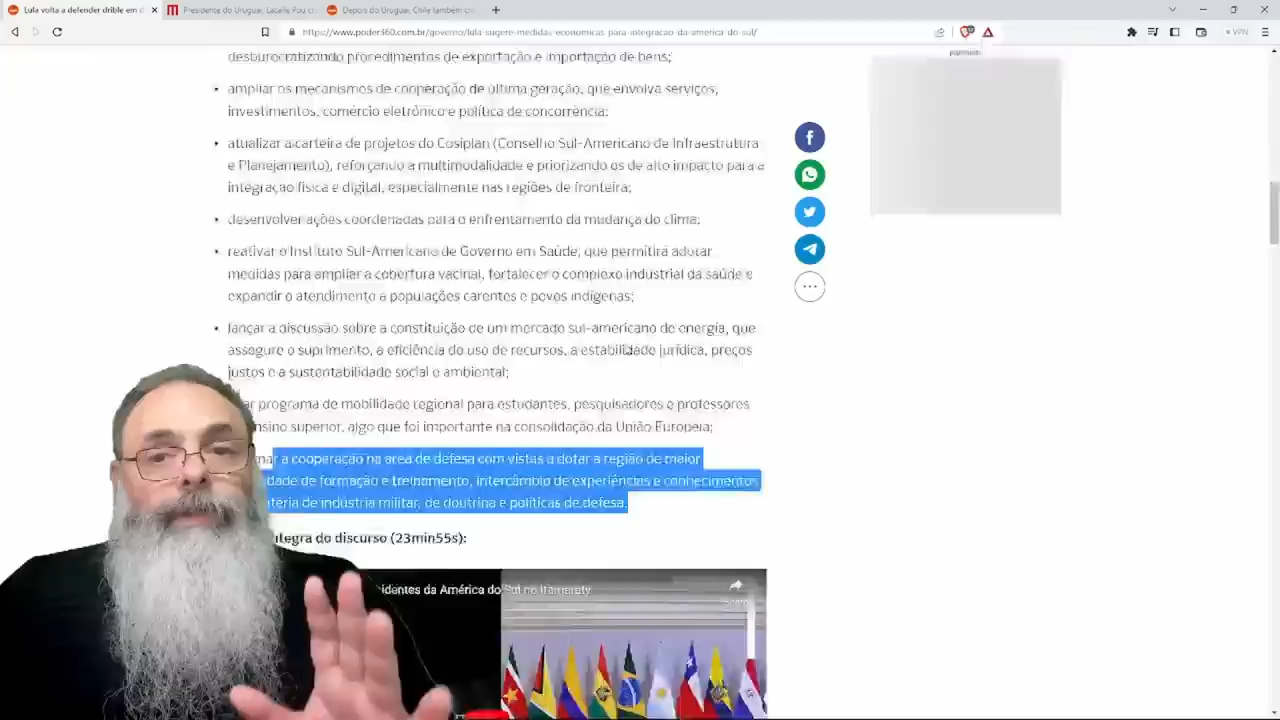 Lula volta a defender drible em d
Presidente do Uruguai, Lacalle Pou cr
Depois do Uruguai, Chile também cr
https://www.poder360.com.br/governo/lula-sugere-medidas-economicas-para-integracao-da-america-do-sul/
VPN
desburocratizando procedimentos de exportação e importação de bens;
publicidade
• ampliar os mecanismos de cooperação de última geração, que envolva serviços,
investimentos, comércio eletrônico e política de concorrência;
• atualizar a carteira de projetos do Cosiplan (Conselho Sul-Americano de Infraestrutura
e Planejamento), reforçando a multimodalidade e priorizando os de alto impacto para a
integração física e digital, especialmente nas regiões de fronteira;
• desenvolver ações coordenadas para o enfrentamento da mudança do clima;
• reativar o Instituto Sul-Americano de Governo em Saúde, que permitirá adotar
medidas para ampliar a cobertura vacinal, fortalecer o complexo industrial da saúde e
expandir o atendimento a populações carentes e povos indígenas;
• lançar a discussão sobre a constituição de um mercado sul-americano de energia, que
assegure o suprimento, a eficiência do uso de recursos, a estabilidade jurídica, preços
justos e a sustentabilidade social e ambiental;
ar programa de mobilidade regional para estudantes, pesquisadores e professores
ensino superior, algo que foi importante na consolidação da União Europeia;
mar a cooperação na área de defesa com vistas a dotar a região de maior
dade de formação e treinamento, intercâmbio de experiências e conhecimentos
téria de indústria militar, de doutrina e políticas de defesa.
ntegra do discurso (23min55s):
identes da América do Sul no Itamaraty